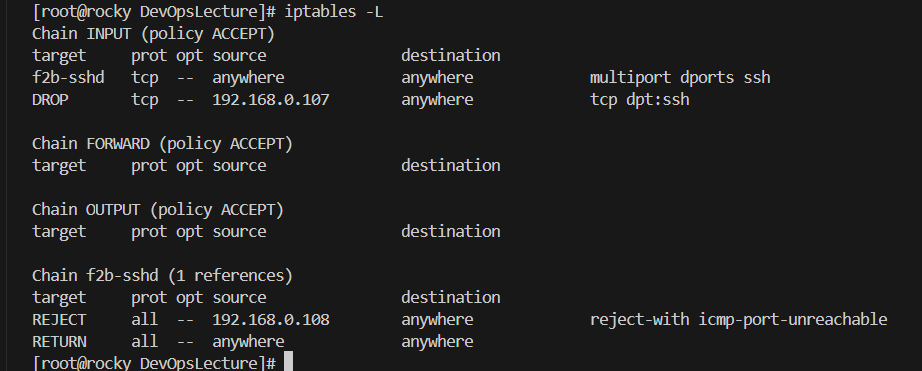 [root@rocky DevOpsLecture]# iptables -L
Chain INPUT (policy ACCEPT)
target     prot opt source               destination
f2b-sshd   tcp  --  anywhere             anywhere             multiport dports ssh
DROP       tcp  --  192.168.0.107        anywhere             tcp dpt:ssh

Chain FORWARD (policy ACCEPT)
target     prot opt source               destination

Chain OUTPUT (policy ACCEPT)
target     prot opt source               destination

Chain f2b-sshd (1 references)
target     prot opt source               destination
REJECT     all  --  192.168.0.108        anywhere             reject-with icmp-port-unreachable
RETURN     all  --  anywhere             anywhere
[root@rocky DevOpsLecture]#